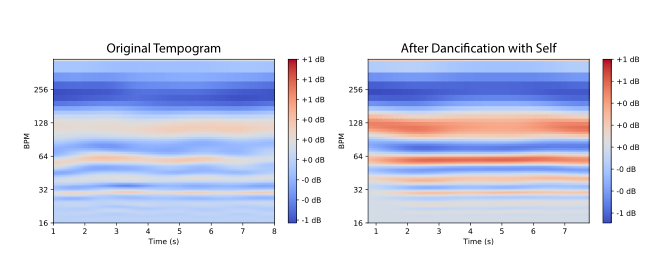 Original Tempogram
After Dancification with Self
256
128
64
32
16
BPM
1 2 3 4 5 6 7 8
Time (s)
+1 dB
+1 dB
+1 dB
+0 dB
+0 dB
+0 dB
-0 dB
-0 dB
-1 dB
256
128
64
32
16
BPM
1 2 3 4 5 6 7
Time (s)
+1 dB
+1 dB
+0 dB
+0 dB
+0 dB
-0 dB
-0 dB
-1 dB